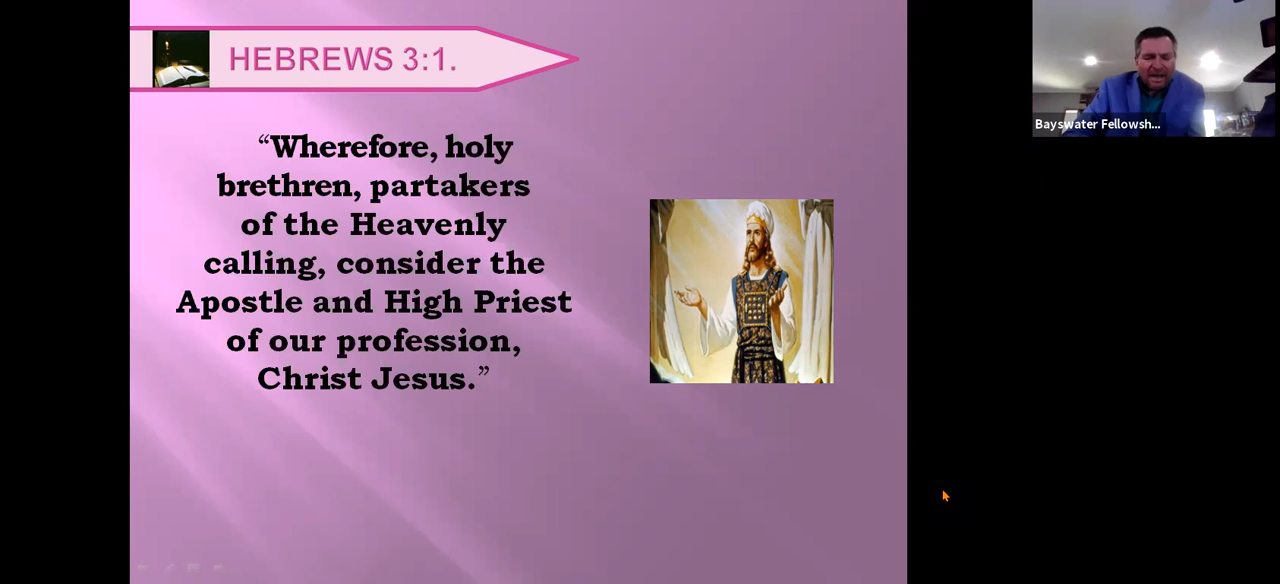 HEBREWS 3:1.
“Wherefore, holy
brethren, partakers
of the Heavenly
calling, consider the
Apostle and High Priest
of our profession,
Christ Jesus.”
Bayswater Fellowsh...